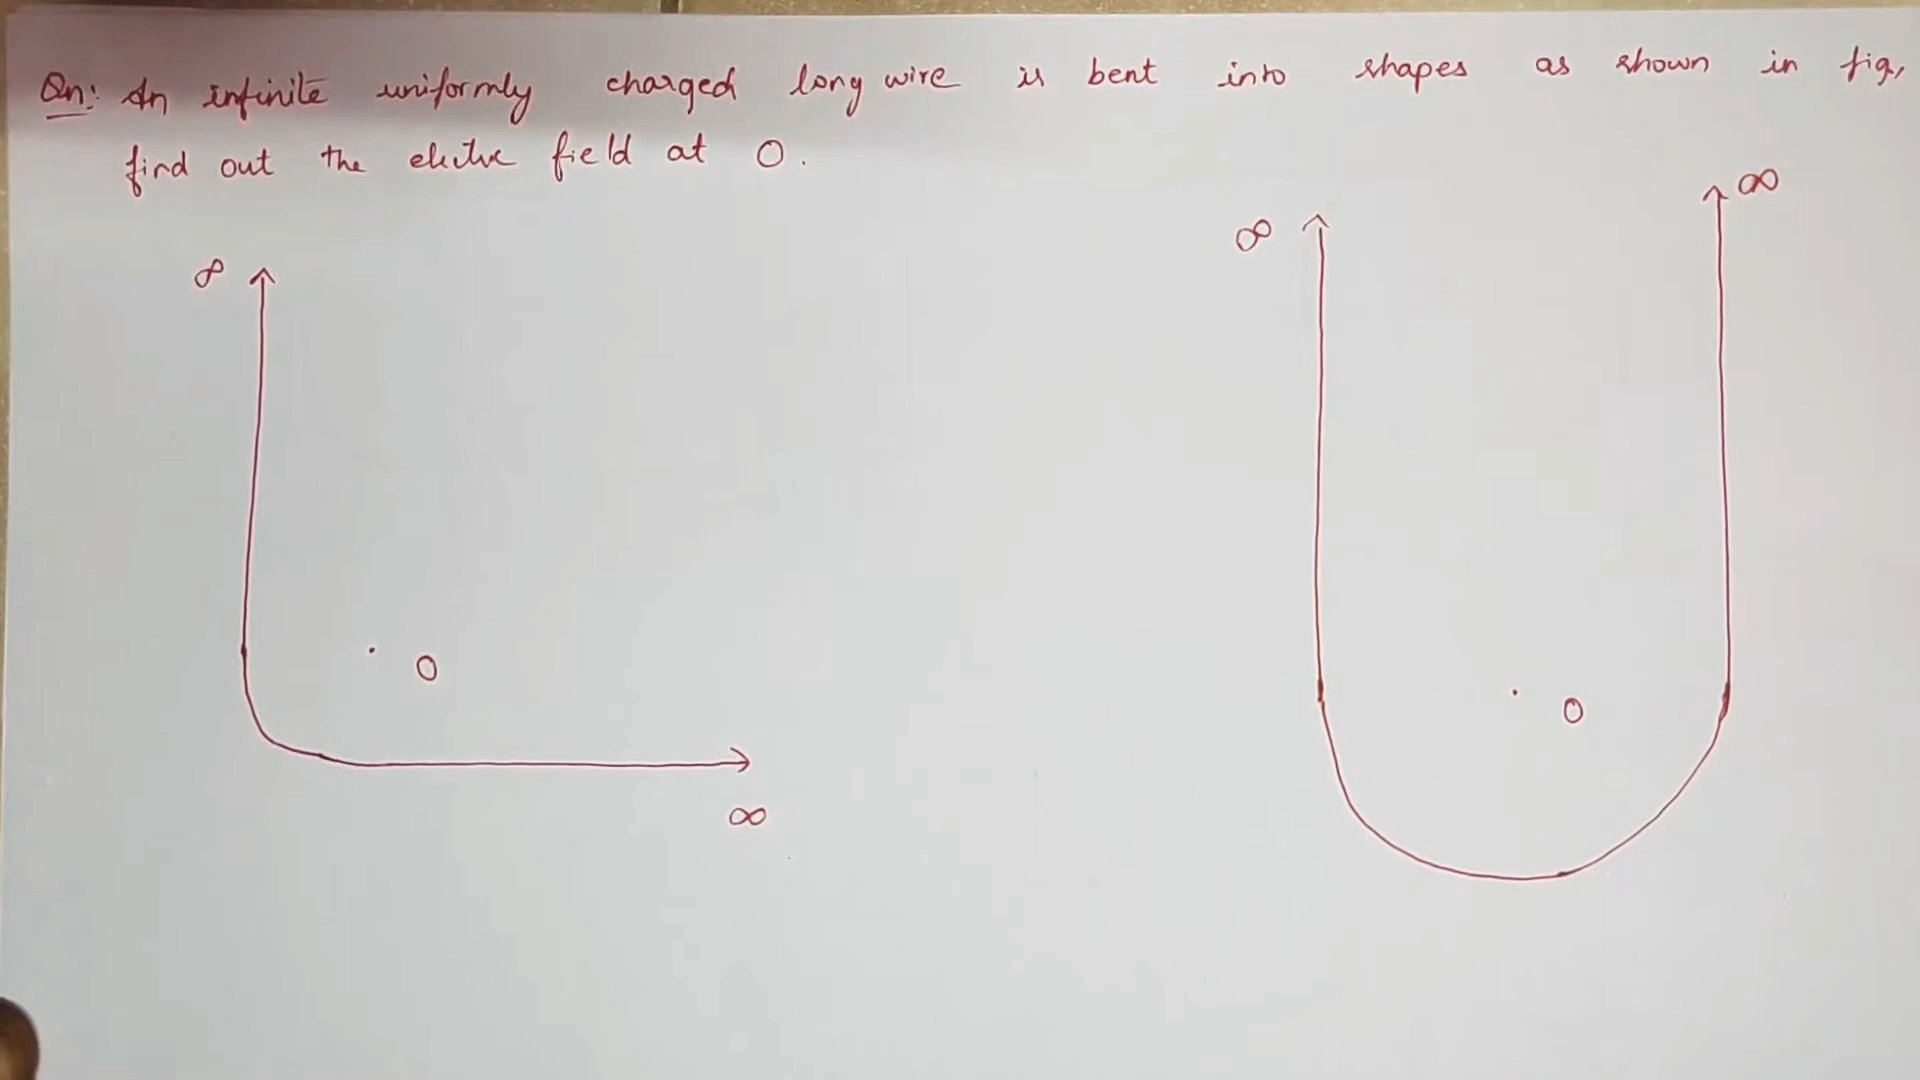 Qn: An infinite uniformly charged long wire is bent into shapes as shown in fig,
find out the electric field at O.
∞
∞
∞
O
O
∞